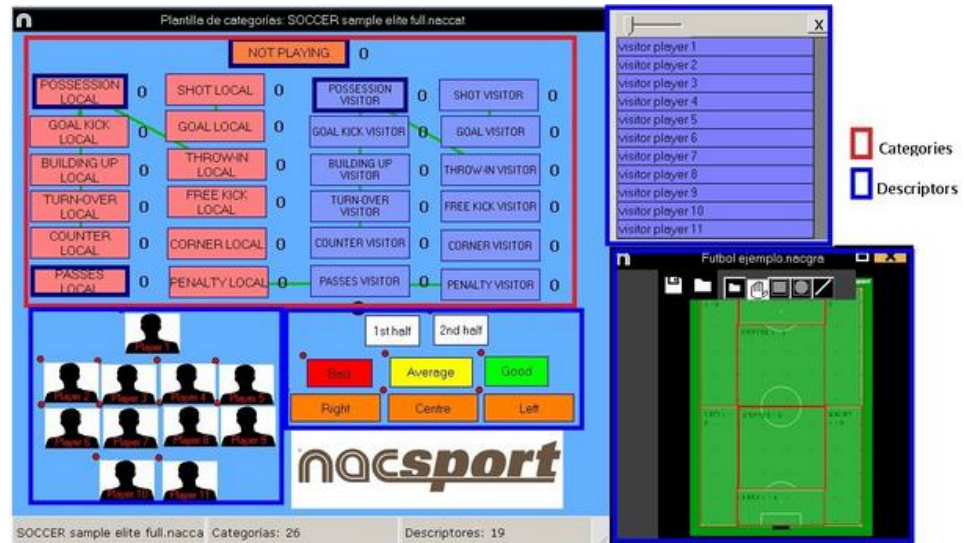 Plantilla de categorías: SOCCER sample elite full.naccat
NOT PLAYING 0
POSSESSION LOCAL 0
SHOT LOCAL 0
POSSESSION VISITOR 0
SHOT VISITOR 0
GOAL KICK LOCAL 0
GOAL LOCAL 0
GOAL KICK VISITOR 0
GOAL VISITOR 0
BUILDING UP LOCAL 0
THROW-IN LOCAL 0
BUILDING UP VISITOR 0
THROW-IN VISITOR 0
TURN-OVER LOCAL 0
FREE KICK LOCAL 0
TURN-OVER VISITOR 0
FREE KICK VISITOR 0
COUNTER LOCAL 0
CORNER LOCAL 0
COUNTER VISITOR 0
CORNER VISITOR 0
PASSES LOCAL 0
PENALTY LOCAL 0
PASSES VISITOR 0
PENALTY VISITOR 0
Player 1
Player 2 Player 3 Player 4 Player 5
Player 6 Player 7 Player 8 Player 9
Player 10 Player 11
1st half 2nd half
Bad Average Good
Right Centre Left
nacsport
SOCCER sample elite full.nacca Categorías: 26 Descriptores: 19
X
visitor player 1
visitor player 2
visitor player 3
visitor player 4
visitor player 5
visitor player 6
visitor player 7
visitor player 8
visitor player 9
visitor player 10
visitor player 11
Categories
Descriptors
Futbol ejemplo.nacgra